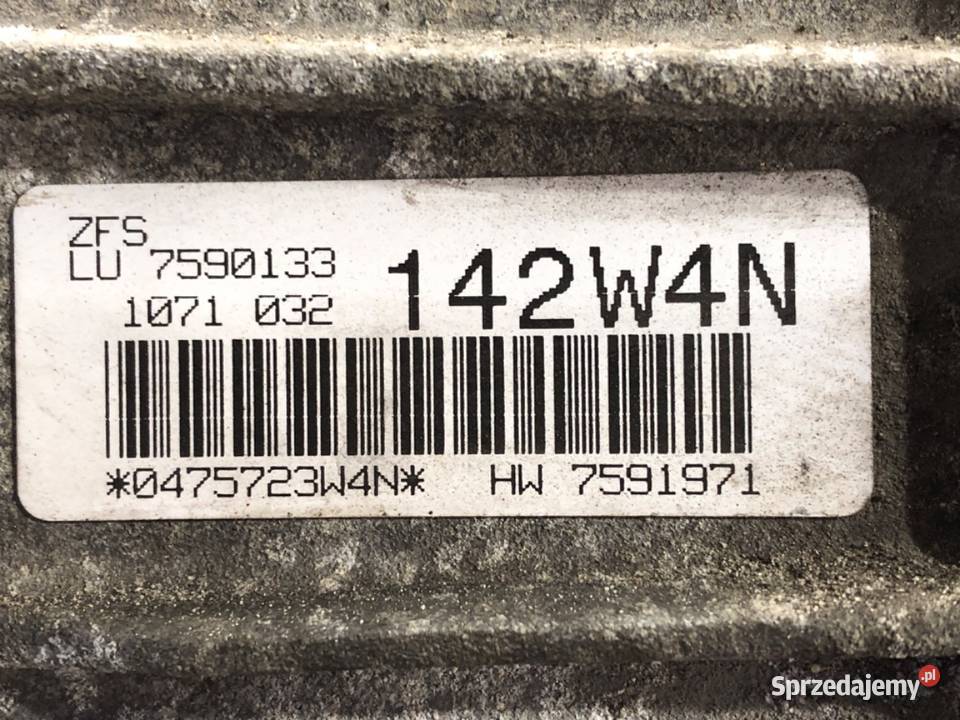 ZFS
LU 7590133
1071 032
142W4N
*0475723W4N* HW 7591971
Sprzedajemy.pl